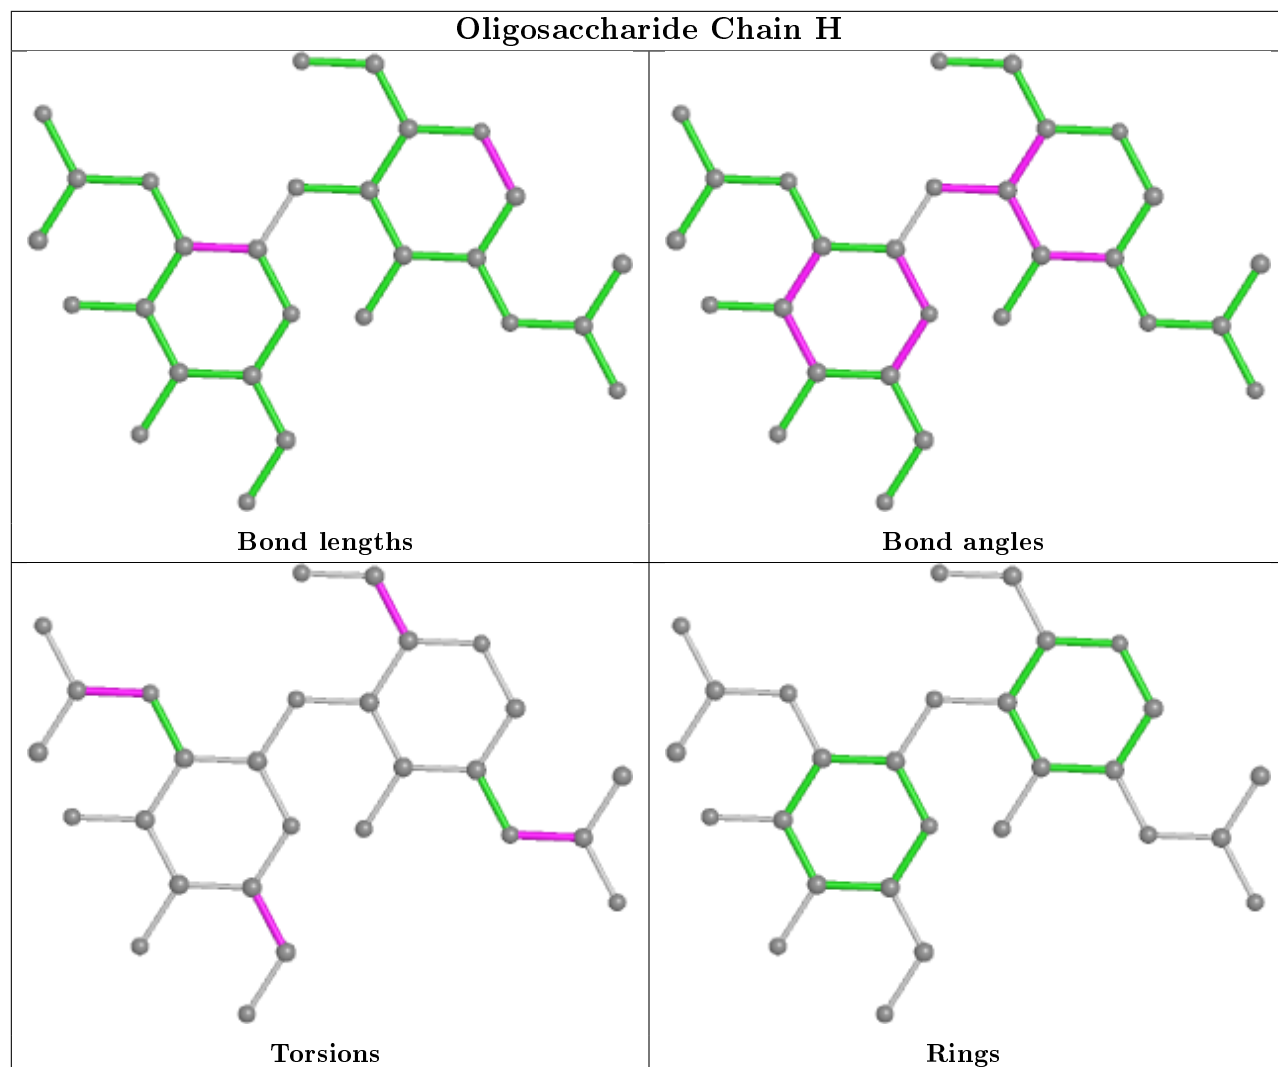 Oligosaccharide Chain H
Bond lengths
Bond angles
Torsions
Rings